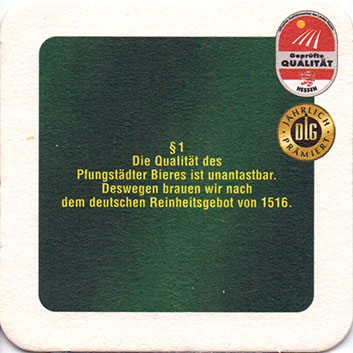 Geprüfte
QUALITÄT
HESSEN
JÄHRLICH
DLG
PRÄMIERT
§ 1
Die Qualität des
Pfungstädter Bieres ist unantastbar.
Deswegen brauen wir nach
dem deutschen Reinheitsgebot von 1516.